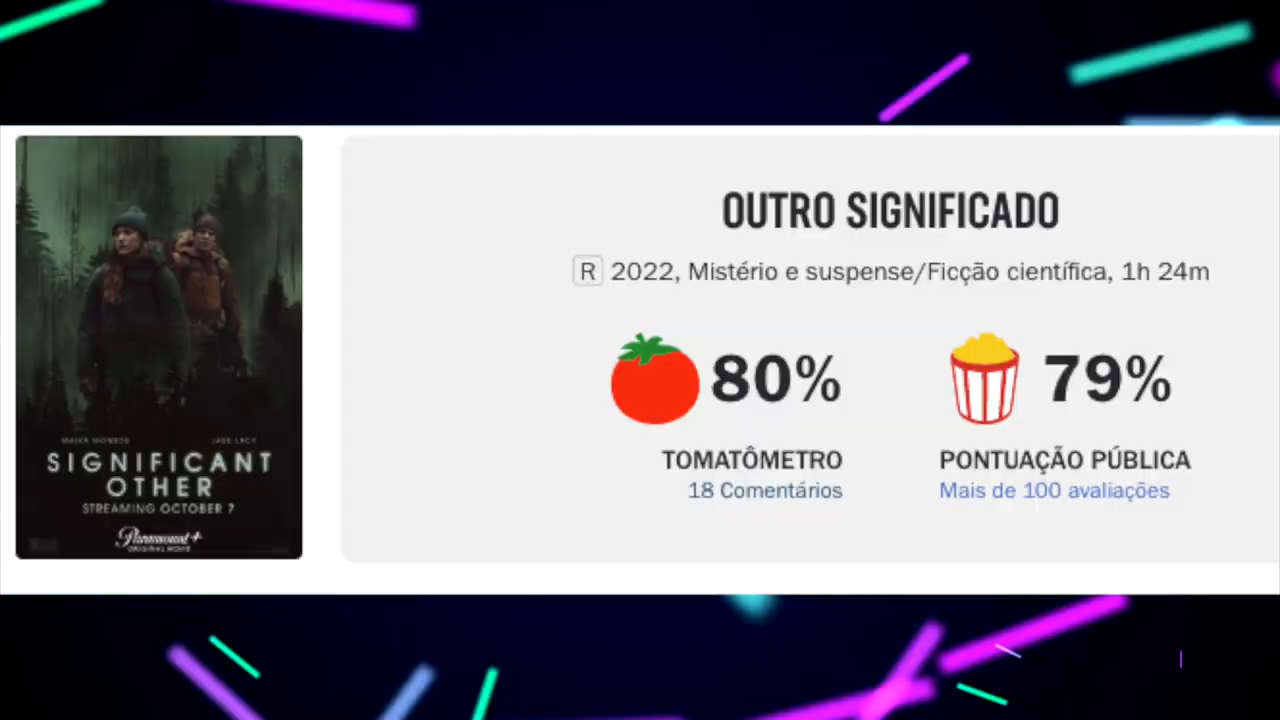 MAIKA MONROE JAKE LACY
SIGNIFICANT
OTHER
STREAMING OCTOBER 7
Paramount+
ORIGINAL MOVIE
OUTRO SIGNIFICADO
R 2022, Mistério e suspense/Ficção científica, 1h 24m
80% 79%
TOMATÔMETRO PONTUAÇÃO PÚBLICA
18 Comentários Mais de 100 avaliações